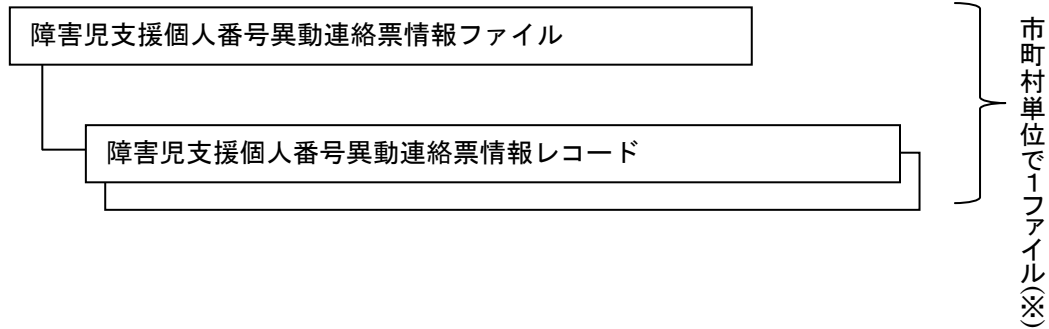 障害児支援個人番号異動連絡票情報ファイル
障害児支援個人番号異動連絡票情報レコード
市町村単位で1ファイル(※)